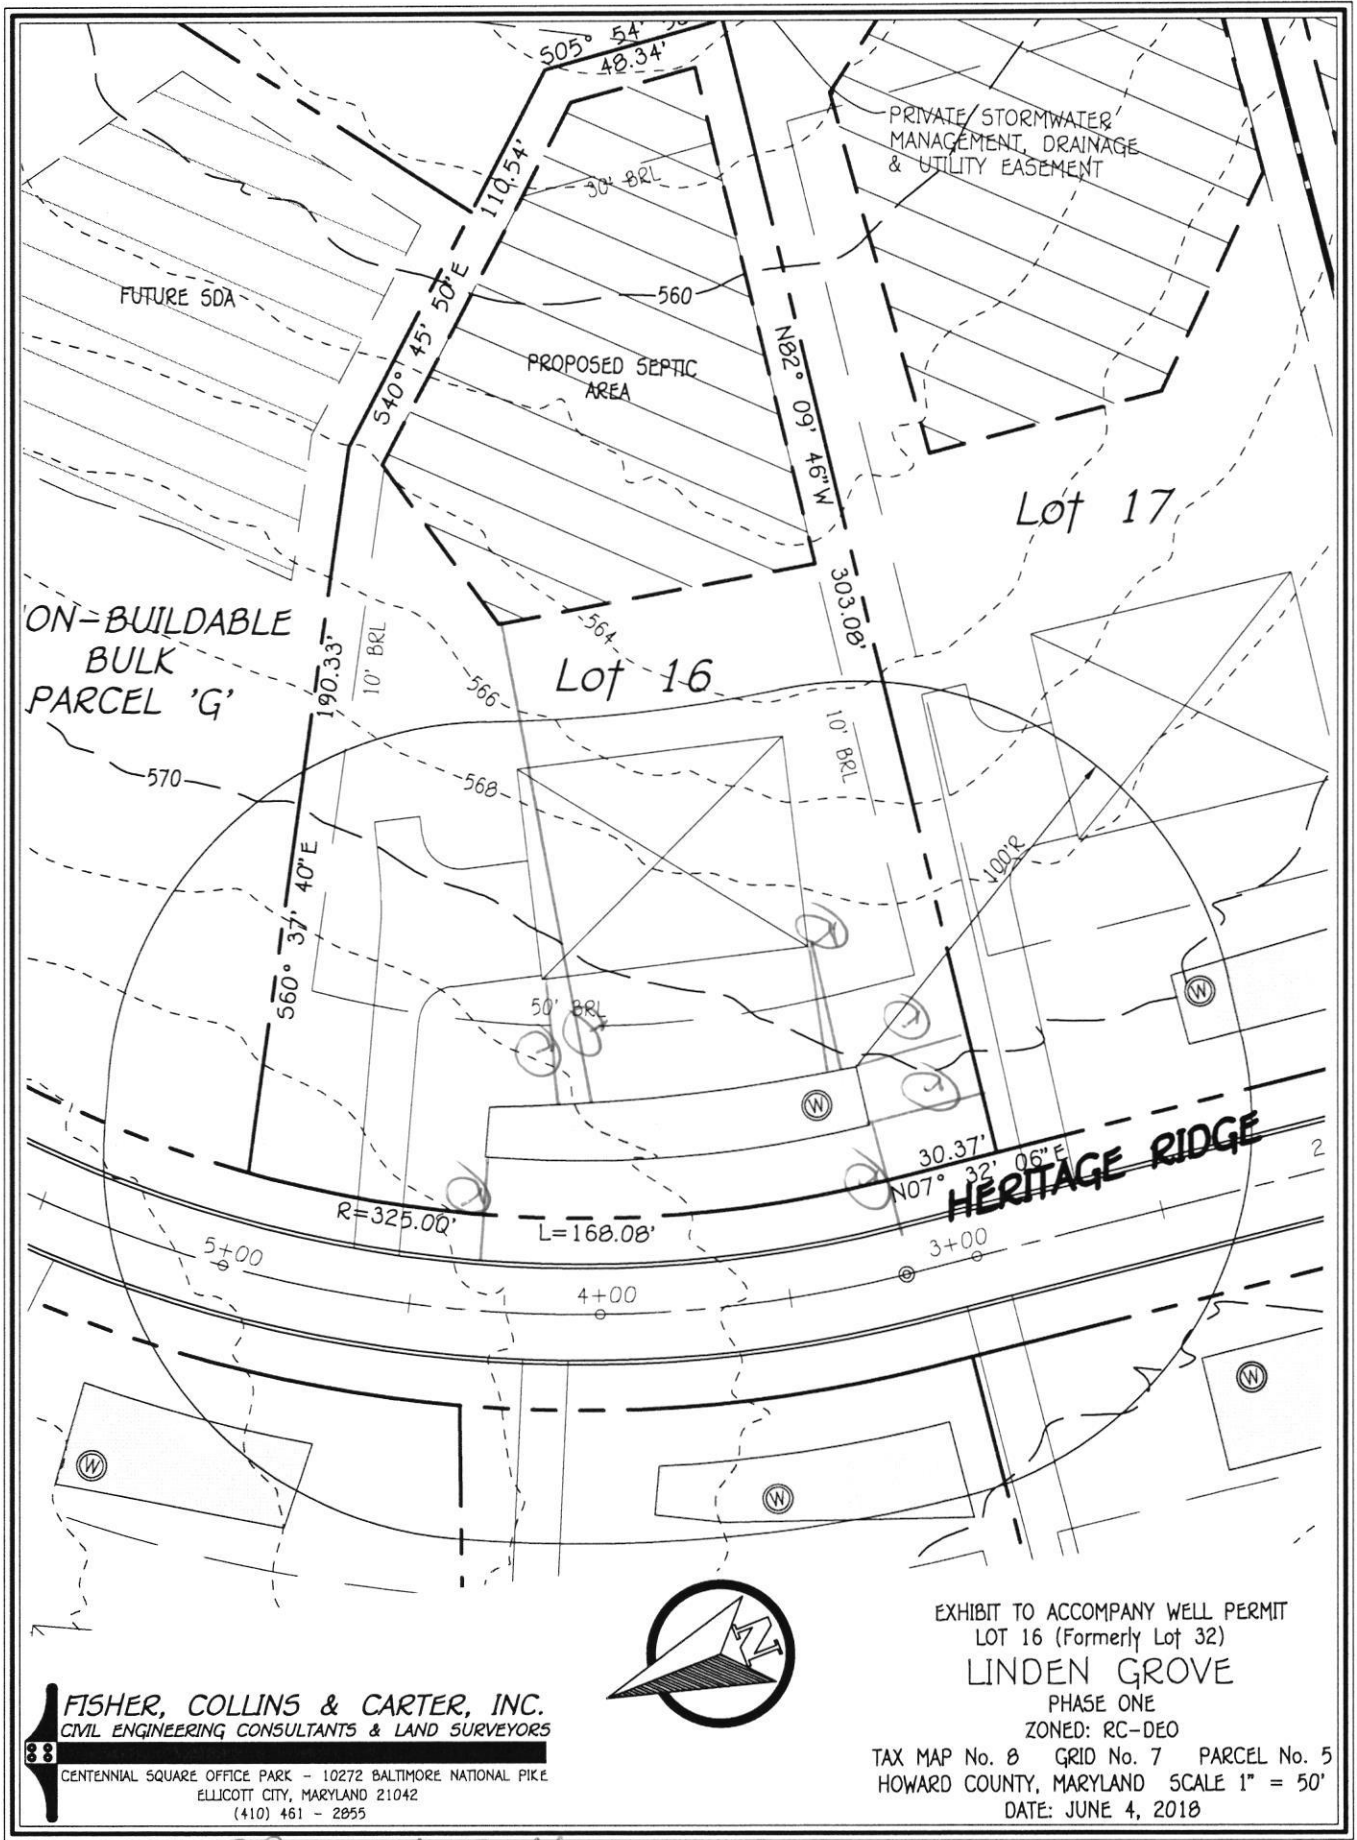 S05° 54'
48.34'
PRIVATE STORMWATER
MANAGEMENT, DRAINAGE
& UTILITY EASEMENT
110.54'
30' BRL
S40° 45' 50"E
FUTURE SDA
560
PROPOSED SEPTIC
AREA
N82° 09' 46"W
303.08'
Lot 17
ON-BUILDABLE
BULK
PARCEL 'G'
190.33'
10' BRL
564
Lot 16
566
10' BRL
570
568
100'R
S60° 37' 40"E
50' BRL
W
W
30.37'
N07° 32' 06"E
HERITAGE RIDGE
2
R=325.00'
L=168.08'
5+00
4+00
3+00
W
W
W
N
EXHIBIT TO ACCOMPANY WELL PERMIT
LOT 16 (Formerly Lot 32)
LINDEN GROVE
PHASE ONE
ZONED: RC-DEO
TAX MAP No. 8 GRID No. 7 PARCEL No. 5
HOWARD COUNTY, MARYLAND SCALE 1" = 50'
DATE: JUNE 4, 2018
FISHER, COLLINS & CARTER, INC.
CIVIL ENGINEERING CONSULTANTS & LAND SURVEYORS
CENTENNIAL SQUARE OFFICE PARK - 10272 BALTIMORE NATIONAL PIKE
ELLICOTT CITY, MARYLAND 21042
(410) 461 - 2855